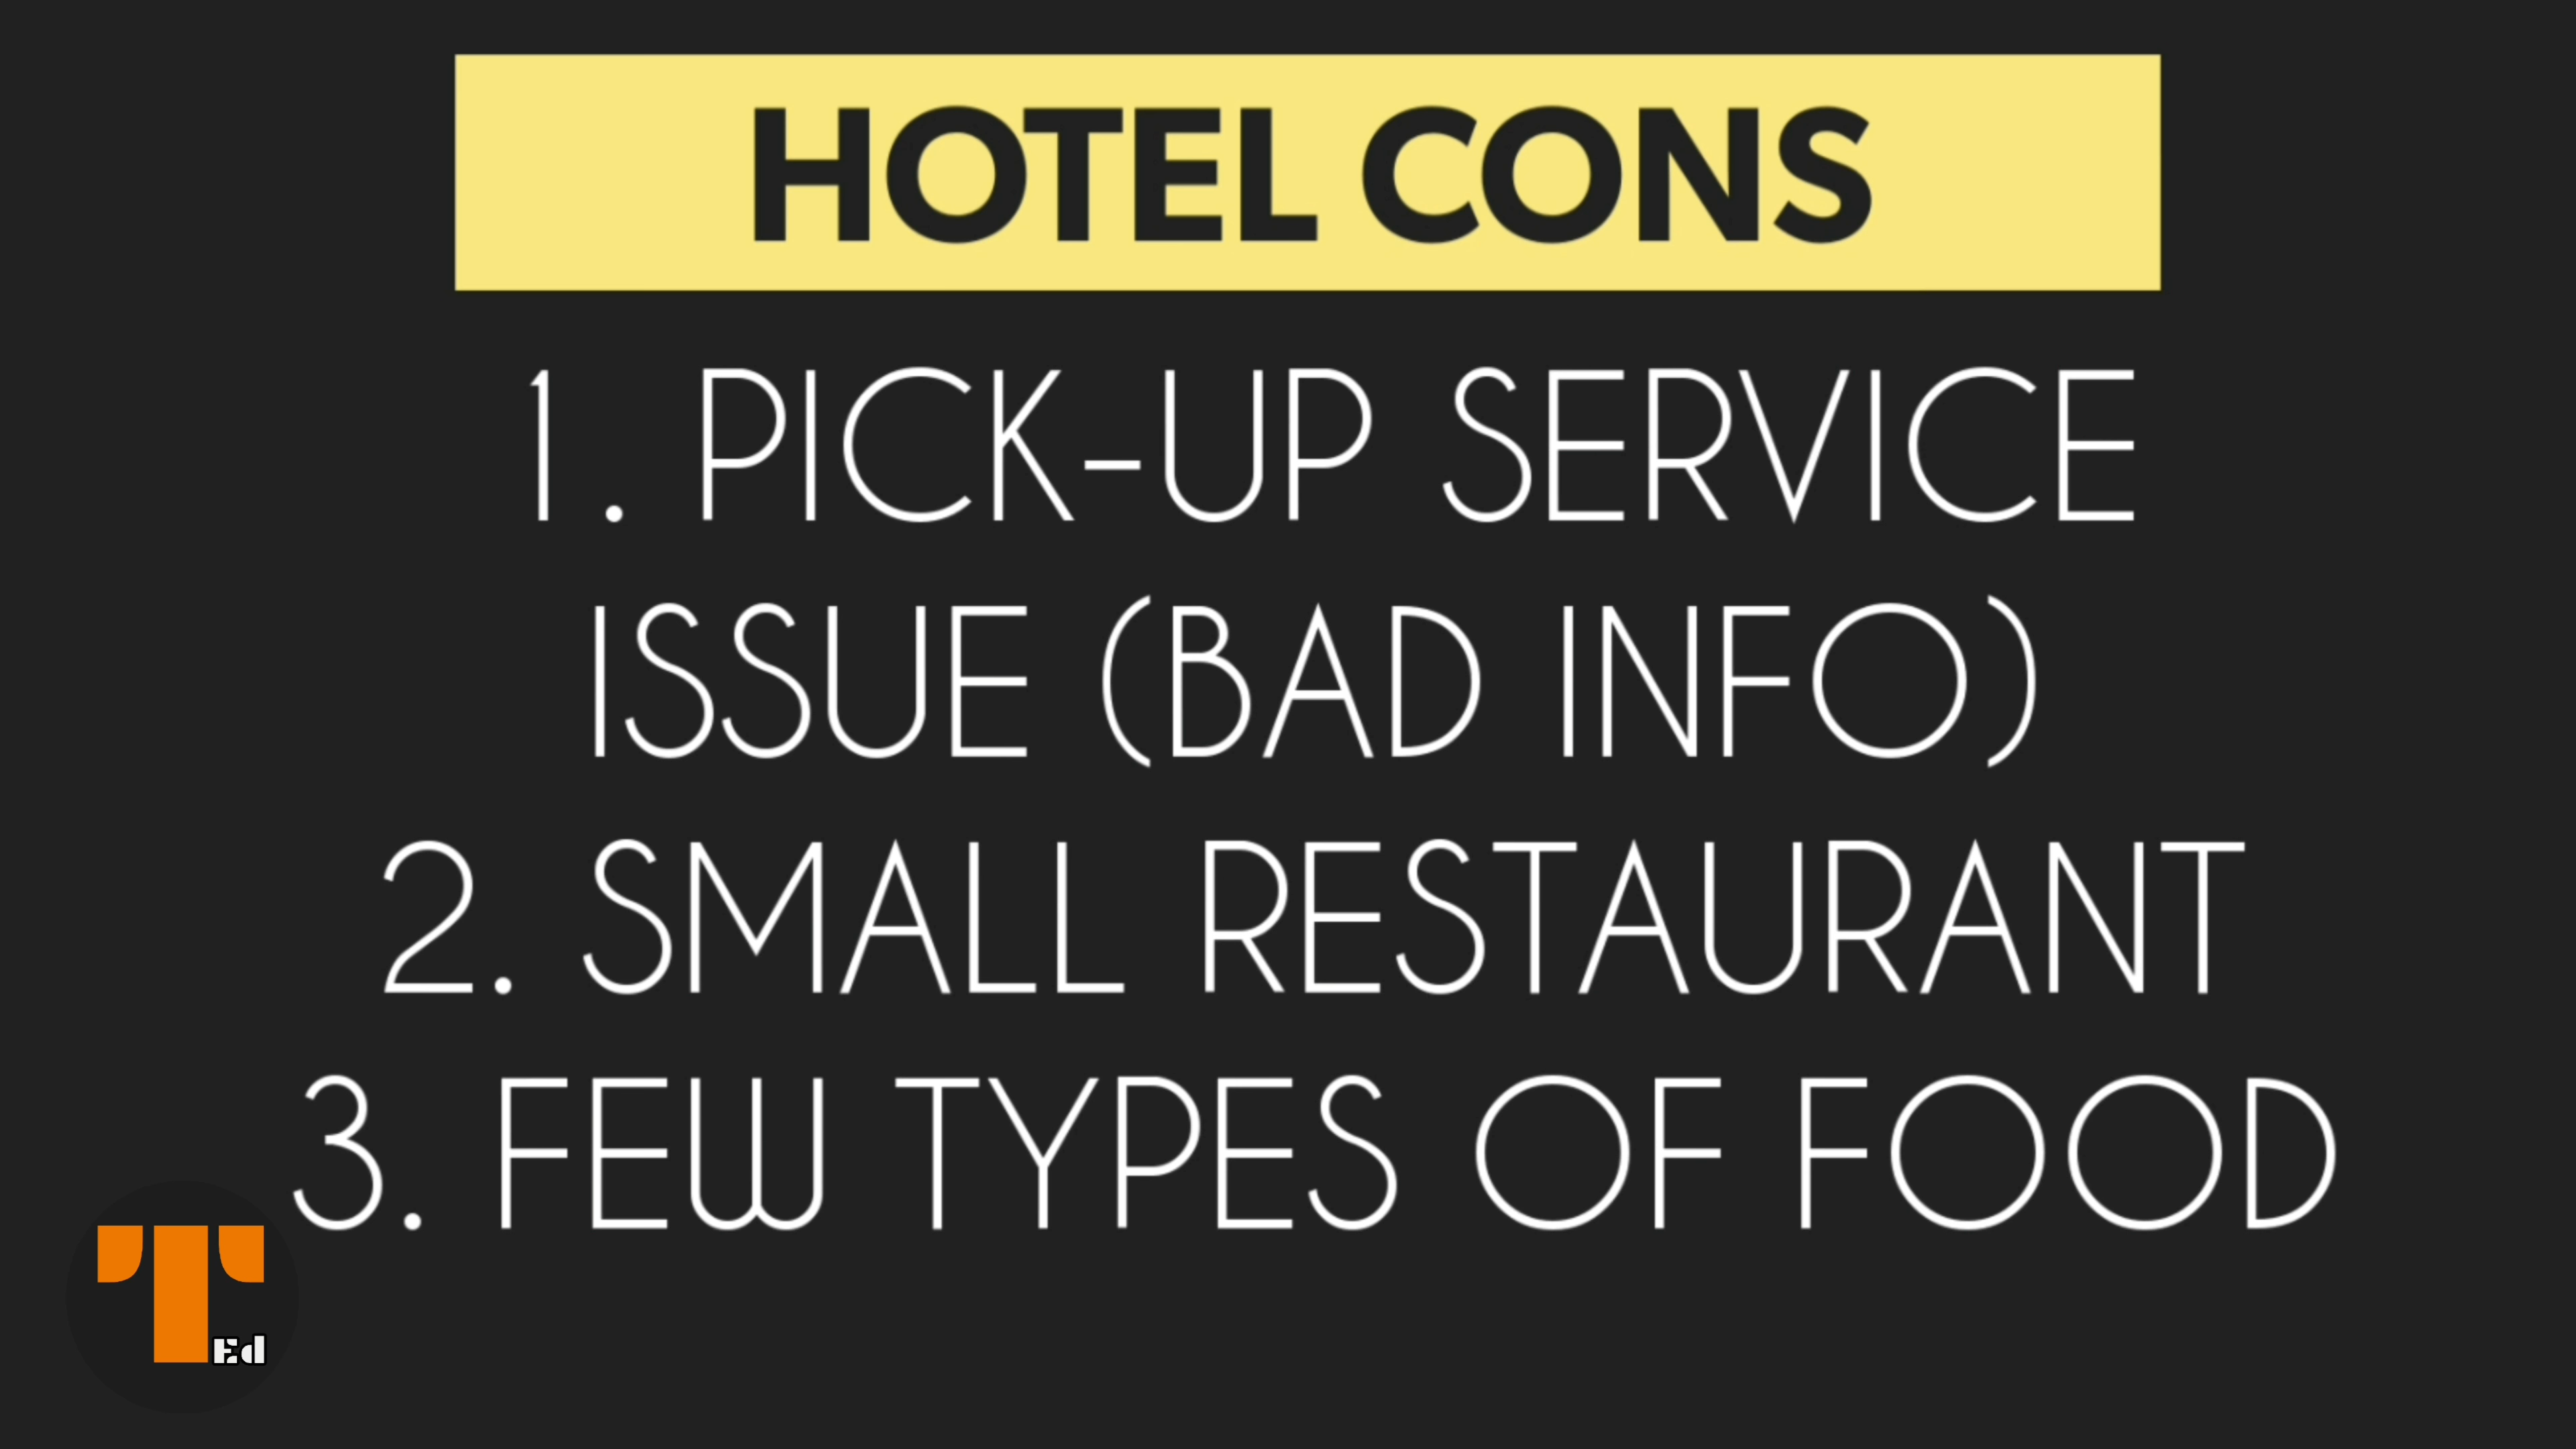 HOTEL CONS
1. PICK-UP SERVICE
ISSUE (BAD INFO)
2. SMALL RESTAURANT
3. FEW TYPES OF FOOD
T Ed